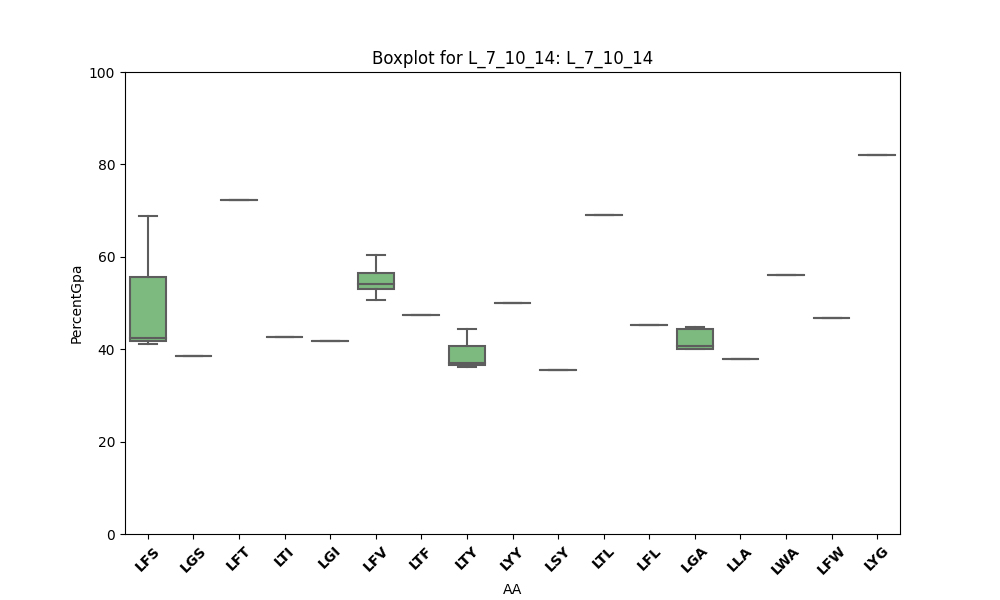 Boxplot for L_7_10_14: L_7_10_14
100
80
60
40
20
0
PercentGpa
LFS LGS LFT LTI LGI LFV LTF LTY LYY LSY LTL LFL LGA LLA LWA LFW LYG
AA